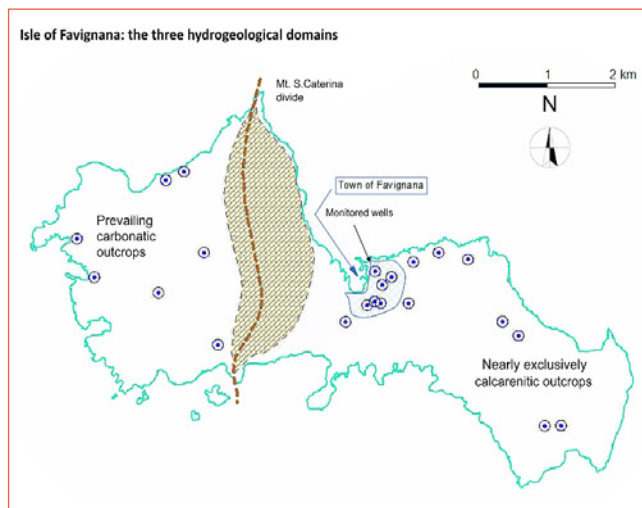 Isle of Favignana: the three hydrogeological domains
Mt. S.Caterina
divide
0 1 2 km
N
Town of Favignana
Monitored wells
Prevailing
carbonatic
outcrops
Nearly exclusively
calcarenitic outcrops